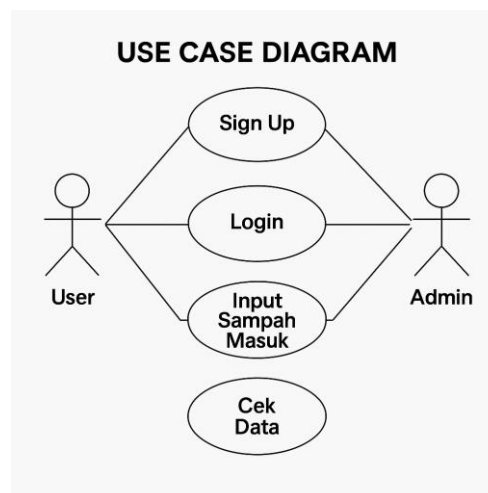 USE CASE DIAGRAM
Sign Up
Login
User
Admin
Input
Sampah
Masuk
Cek
Data